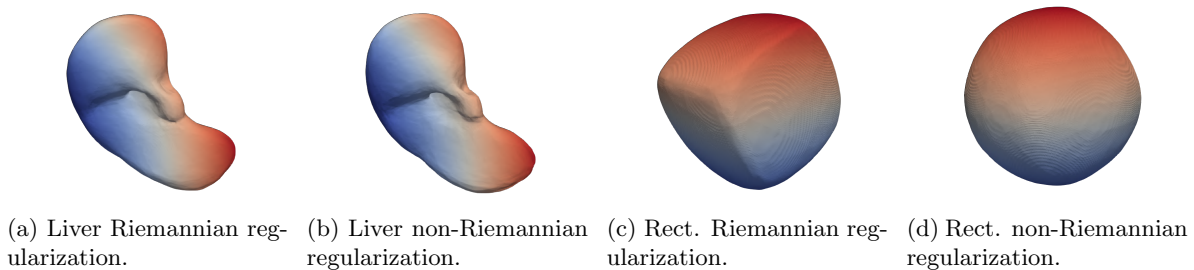 (a) Liver Riemannian reg-
ularization.
(b) Liver non-Riemannian
regularization.
(c) Rect. Riemannian reg-
ularization.
(d) Rect. non-Riemannian
regularization.